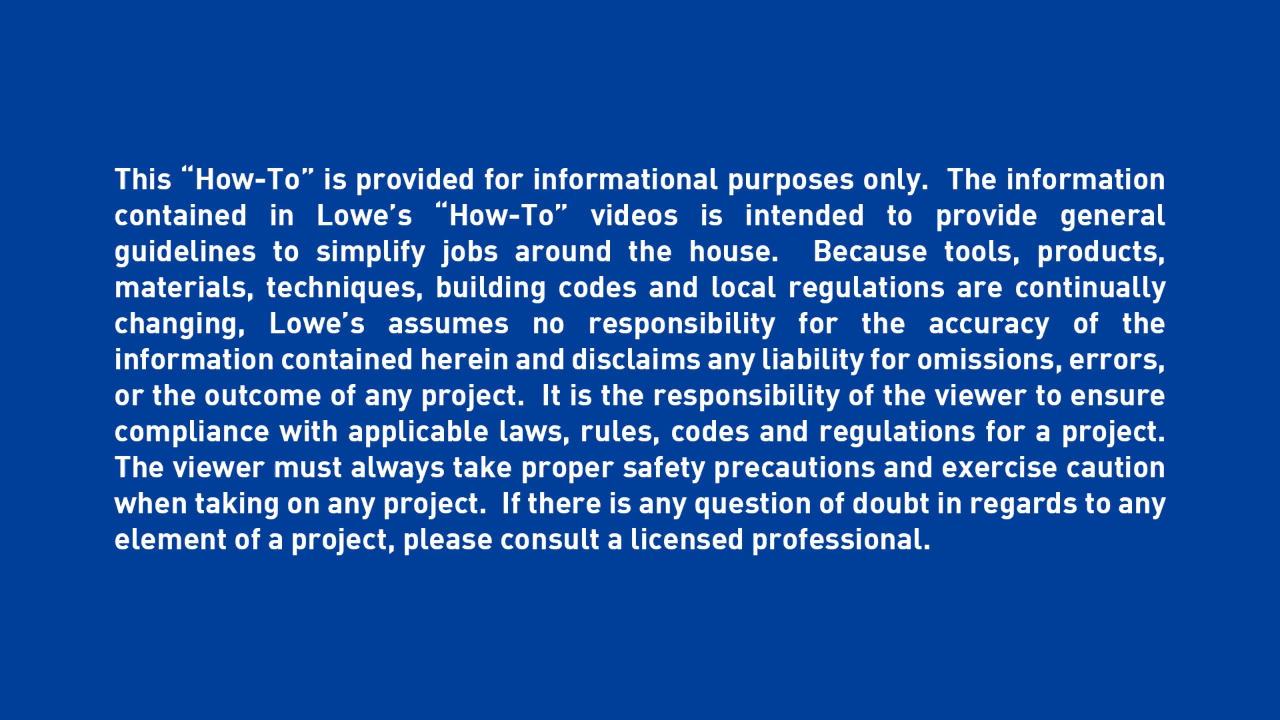 This “How-To” is provided for informational purposes only.  The information
contained in Lowe’s “How-To” videos is intended to provide general
guidelines to simplify jobs around the house.  Because tools, products,
materials, techniques, building codes and local regulations are continually
changing, Lowe’s assumes no responsibility for the accuracy of the
information contained herein and disclaims any liability for omissions, errors,
or the outcome of any project.  It is the responsibility of the viewer to ensure
compliance with applicable laws, rules, codes and regulations for a project.
The viewer must always take proper safety precautions and exercise caution
when taking on any project.  If there is any question of doubt in regards to any
element of a project, please consult a licensed professional.